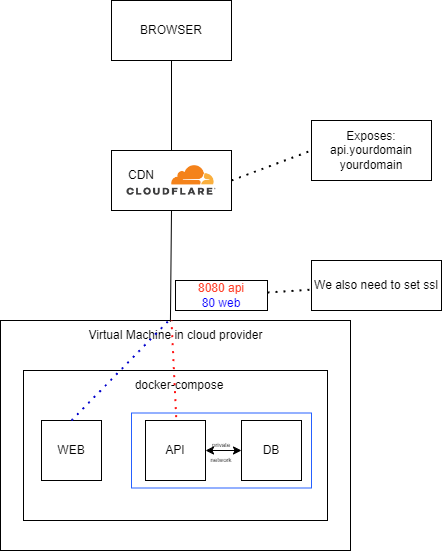 BROWSER
CDN
CLOUDFLARE
Exposes:
api.yourdomain
yourdomain
8080 api
80 web
We also need to set ssl
Virtual Machine in cloud provider
docker-compose
WEB
API
private
network
DB